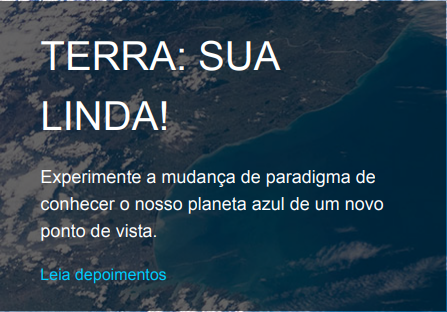 TERRA: SUA
LINDA!
Experimente a mudança de paradigma de
conhecer o nosso planeta azul de um novo
ponto de vista.
Leia depoimentos